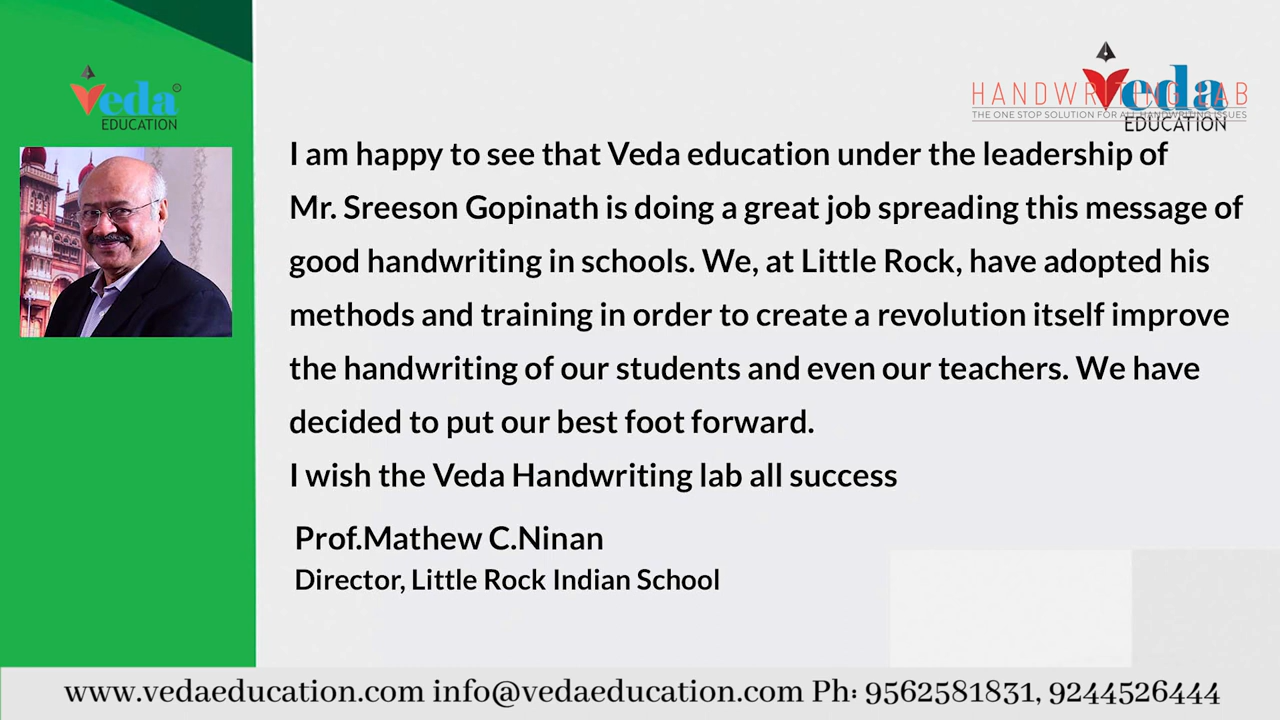 Veda
EDUCATION
HANDWRITING LAB
THE ONE STOP SOLUTION FOR ALL HANDWRITING ISSUES
Veda
EDUCATION
I am happy to see that Veda education under the leadership of
Mr. Sreeson Gopinath is doing a great job spreading this message of
good handwriting in schools. We, at Little Rock, have adopted his
methods and training in order to create a revolution itself improve
the handwriting of our students and even our teachers. We have
decided to put our best foot forward.
I wish the Veda Handwriting lab all success
Prof.Mathew C.Ninan
Director, Little Rock Indian School
www.vedaeducation.com info@vedaeducation.com Ph: 9562581831, 9244526444